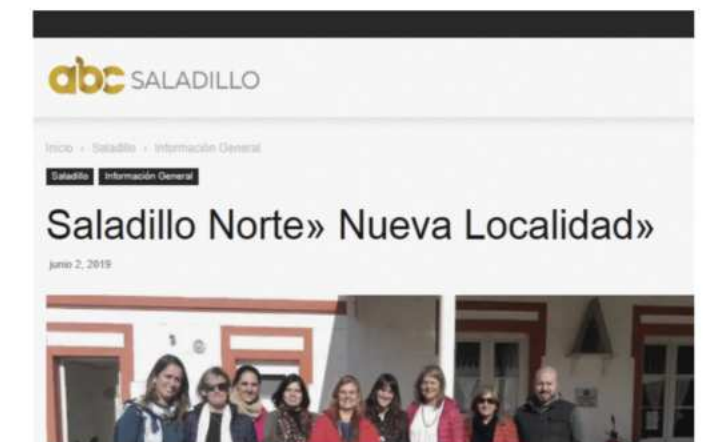 abc SALADILLO
Inicio › Saladillo › Información General
Saladillo Información General
Saladillo Norte» Nueva Localidad»
junio 2, 2019